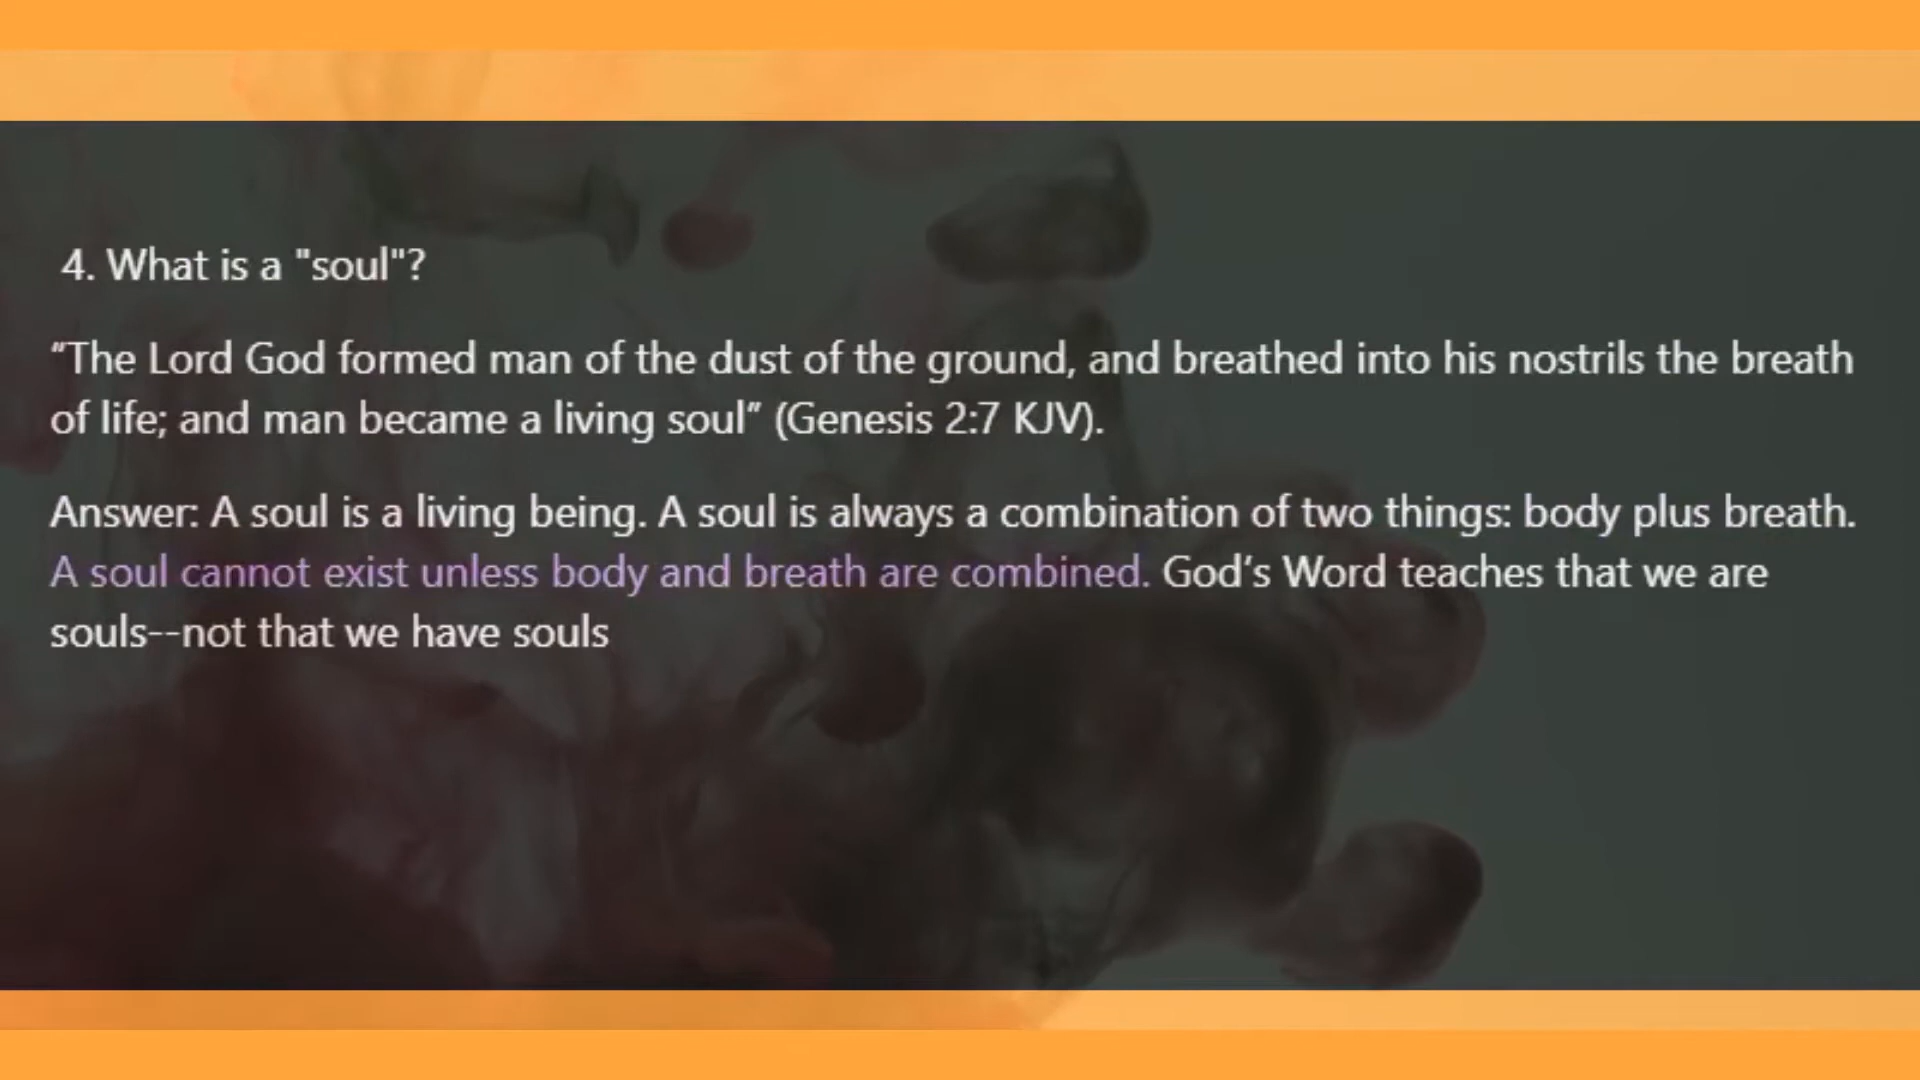 4. What is a "soul"?
“The Lord God formed man of the dust of the ground, and breathed into his nostrils the breath
of life; and man became a living soul” (Genesis 2:7 KJV).
Answer: A soul is a living being. A soul is always a combination of two things: body plus breath.
A soul cannot exist unless body and breath are combined. God’s Word teaches that we are
souls--not that we have souls